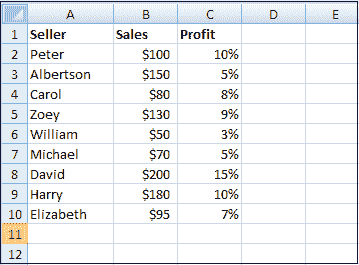 A B C D E
1 Seller Sales Profit
2 Peter $100 10%
3 Albertson $150 5%
4 Carol $80 8%
5 Zoey $130 9%
6 William $50 3%
7 Michael $70 5%
8 David $200 15%
9 Harry $180 10%
10 Elizabeth $95 7%
11
12